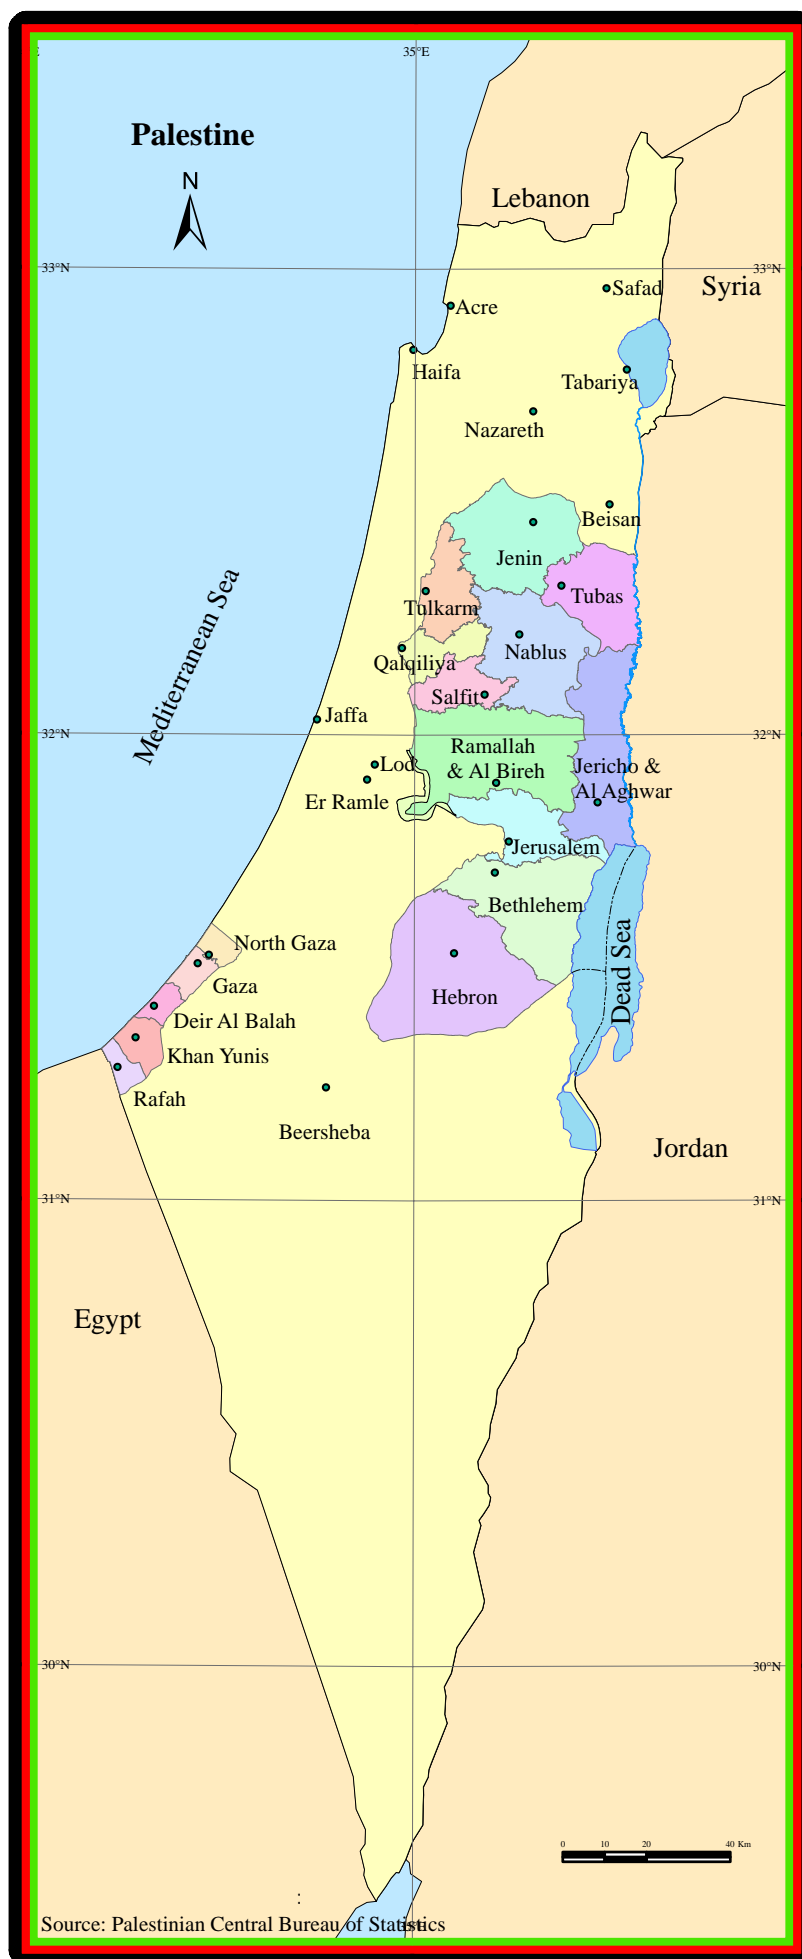 35°E
Palestine
N
Lebanon
33°N
33°N
Syria
Safad
Acre
Haifa
Tabariya
Nazareth
Beisan
Jenin
Tubas
Tulkarm
Mediterranean Sea
Nablus
Qalqiliya
Salfit
Jaffa
32°N
32°N
Ramallah
& Al Bireh
Lod
Jericho &
Al Aghwar
Er Ramle
Jerusalem
Bethlehem
North Gaza
Gaza
Dead Sea
Hebron
Deir Al Balah
Khan Yunis
Rafah
Beersheba
Jordan
31°N
31°N
Egypt
30°N
30°N
0 10 20 40 Km
:
Source: Palestinian Central Bureau of Statistics